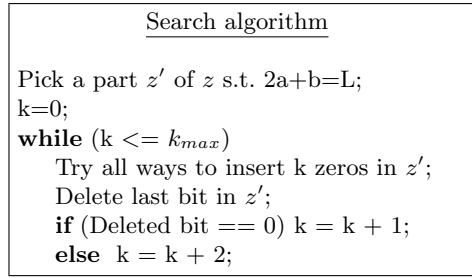 Search algorithm
Pick a part z′ of z s.t. 2a+b=L;
k=0;
while (k <= k_max)
Try all ways to insert k zeros in z′;
Delete last bit in z′;
if (Deleted bit == 0) k = k + 1;
else k = k + 2;